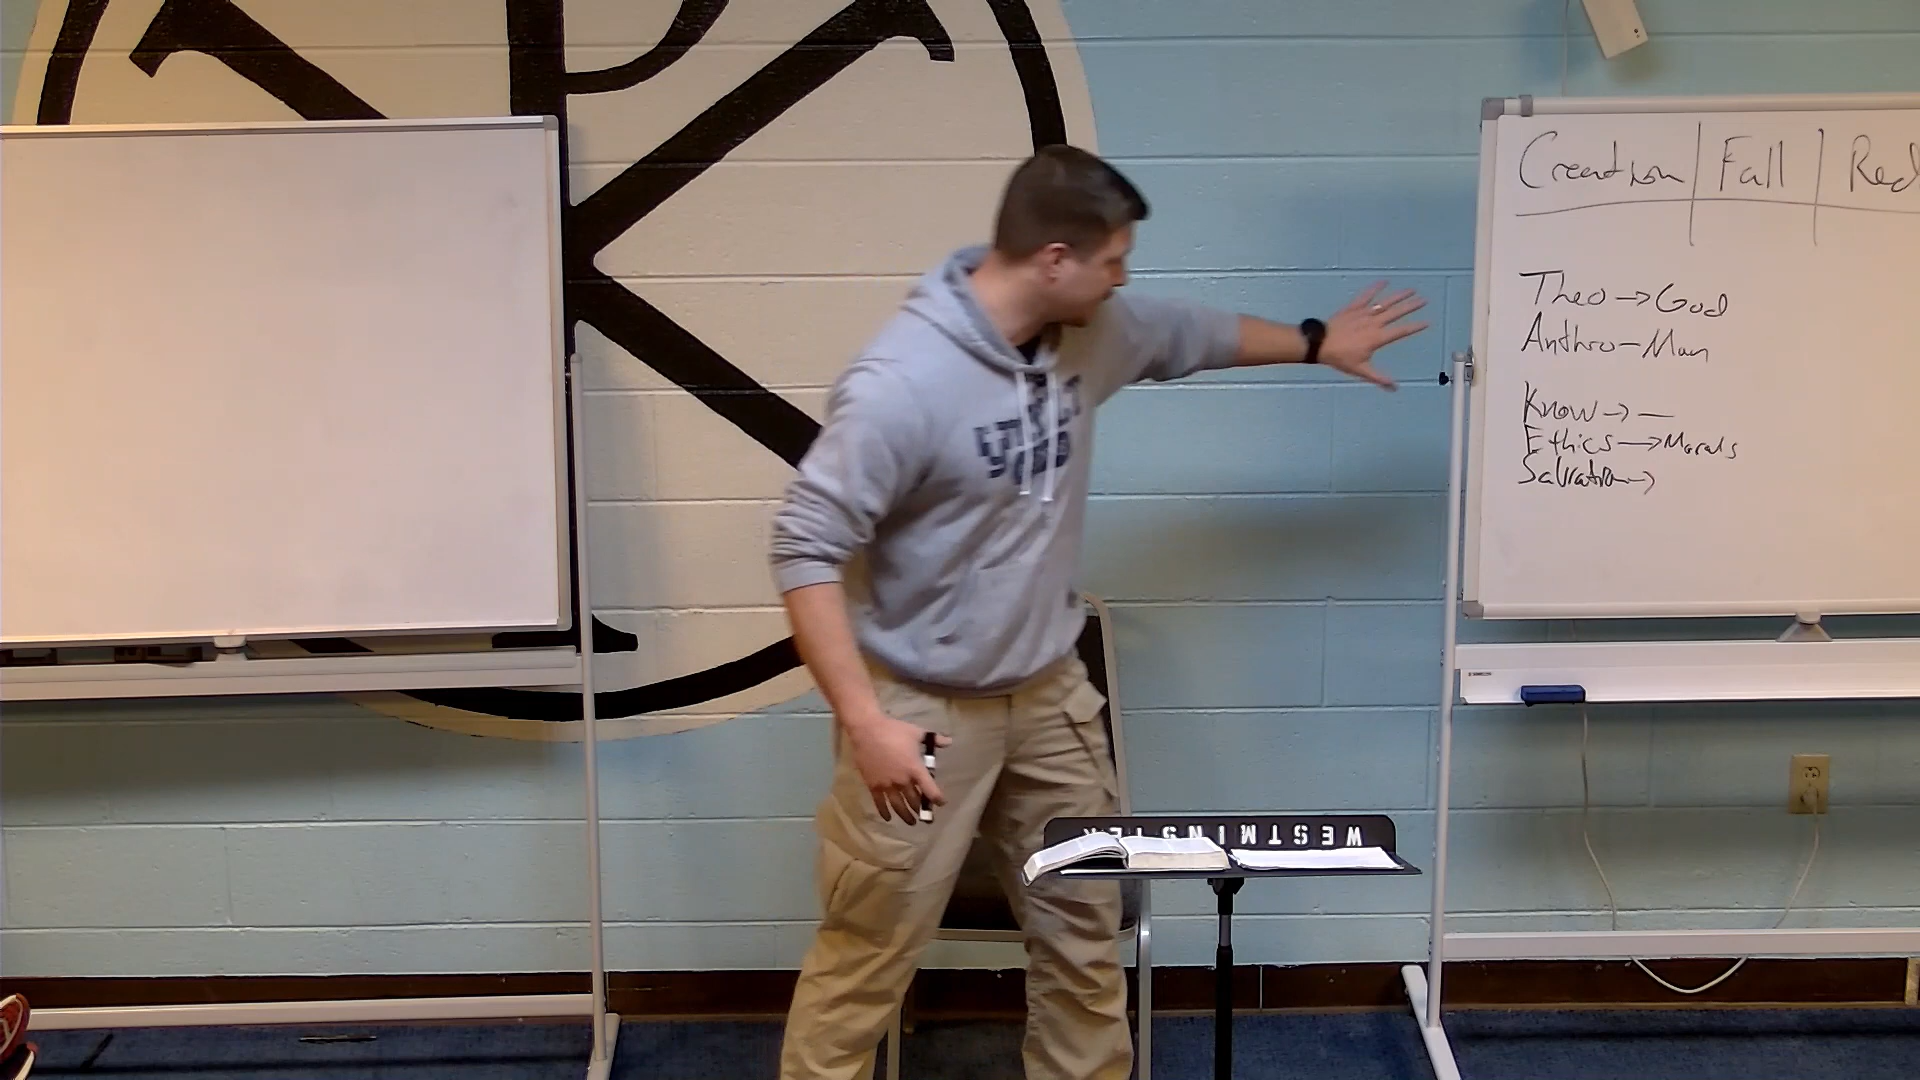 Creation | Fall | Red
Theo → God
Anthro - Man
Know → —
Ethics → Morals
Salvation →
WESTMINSTER